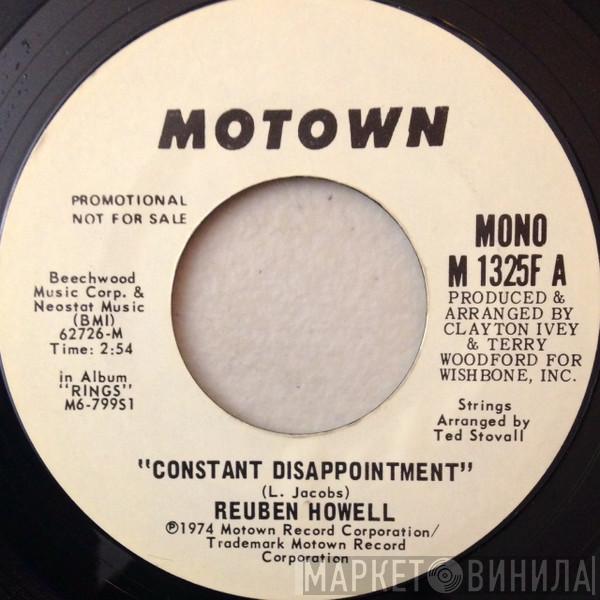 MOTOWN
PROMOTIONAL
NOT FOR SALE
Beechwood
Music Corp. &
Neostat Music
(BMI)
62726-M
Time: 2:54
in Album
"RINGS"
M6-799S1
MONO
M 1325F A
PRODUCED &
ARRANGED BY
CLAYTON IVEY
& TERRY
WOODFORD FOR
WISHBONE, INC.
Strings
Arranged by
Ted Stovall
"CONSTANT DISAPPOINTMENT"
(L. Jacobs)
REUBEN HOWELL
℗1974 Motown Record Corporation/
Trademark Motown Record
Corporation
МАРКЕТ ВИНИЛА